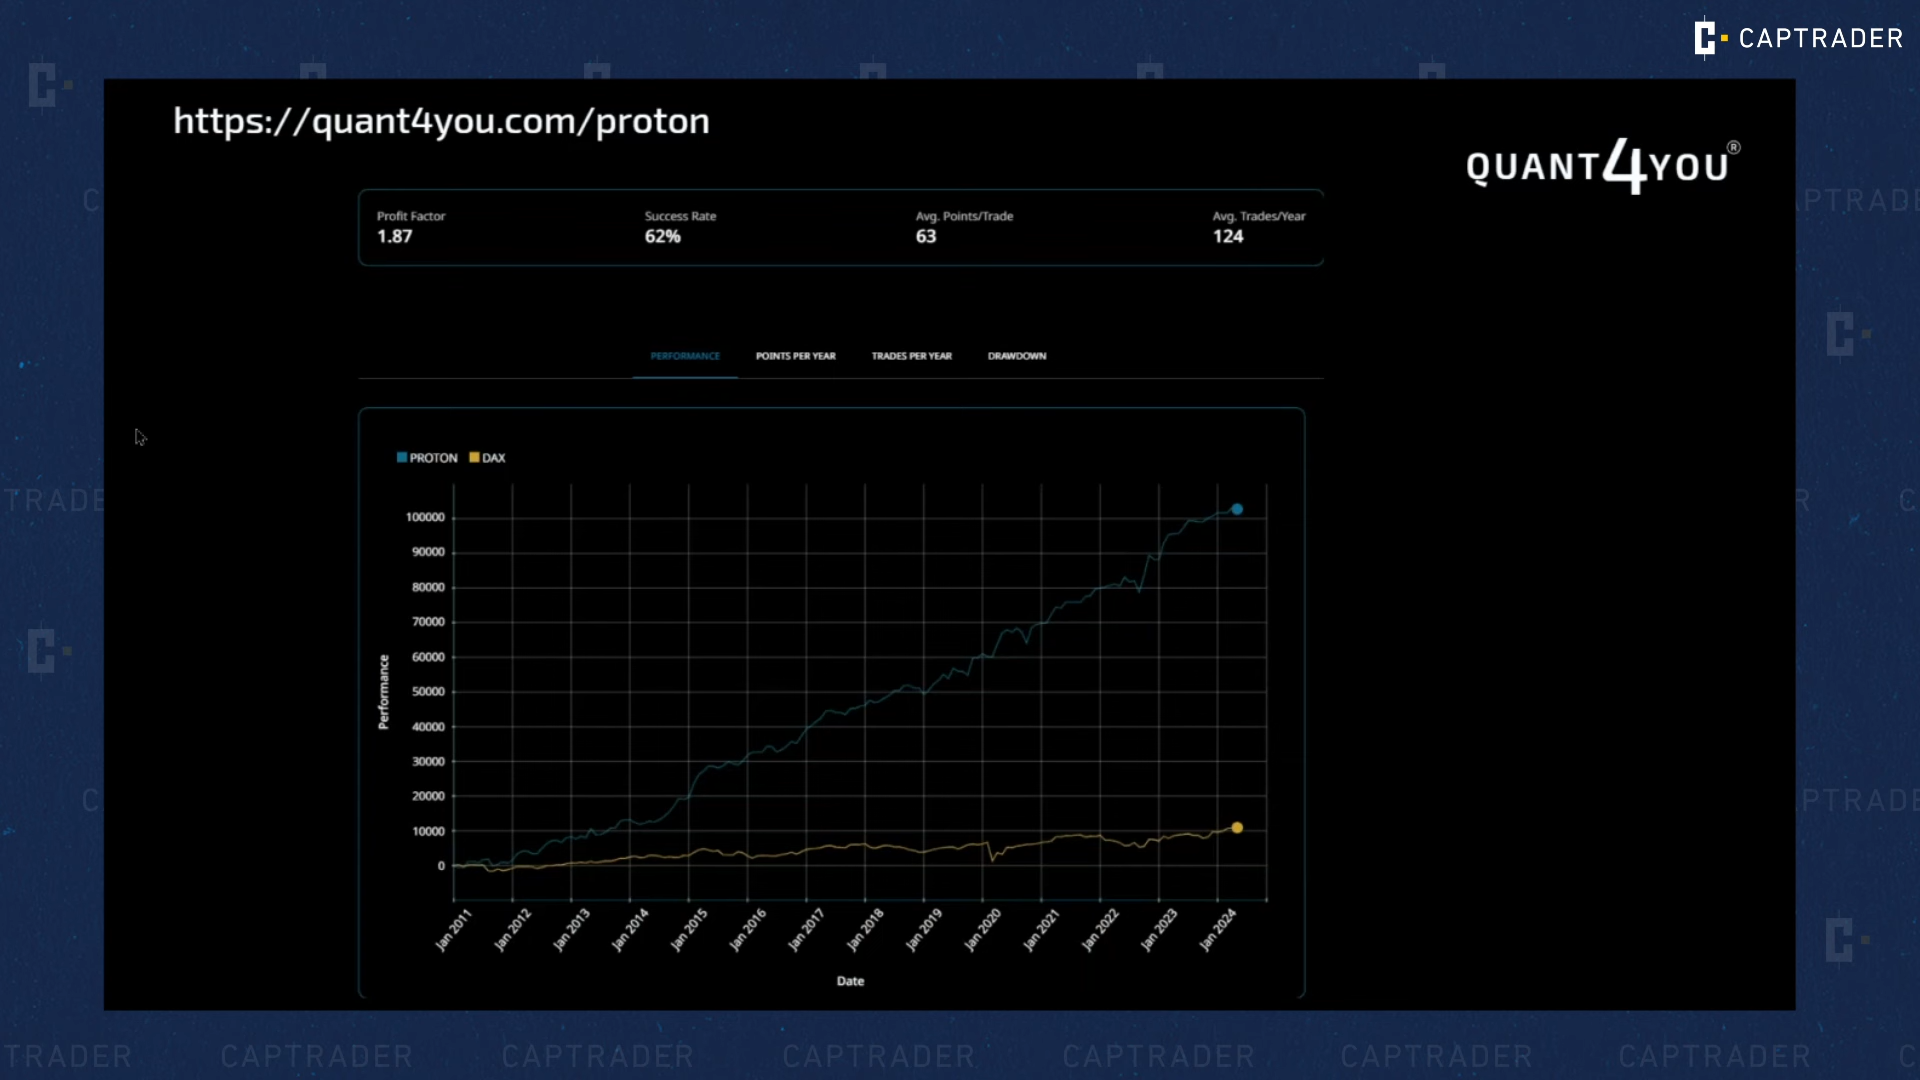 CAPTRADER
https://quant4you.com/proton
QUANT4YOU®
Profit Factor
1.87
Success Rate
62%
Avg. Points/Trade
63
Avg. Trades/Year
124
PERFORMANCE POINTS PER YEAR TRADES PER YEAR DRAWDOWN
PROTON DAX
100000
90000
80000
70000
60000
50000
40000
30000
20000
10000
0
Performance
Jan 2011 Jan 2012 Jan 2013 Jan 2014 Jan 2015 Jan 2016 Jan 2017 Jan 2018 Jan 2019 Jan 2020 Jan 2021 Jan 2022 Jan 2023 Jan 2024
Date
TRADER CAPTRADER CAPTRADER CAPTRADER CAPTRADER CAPTRADER CAPTRADER